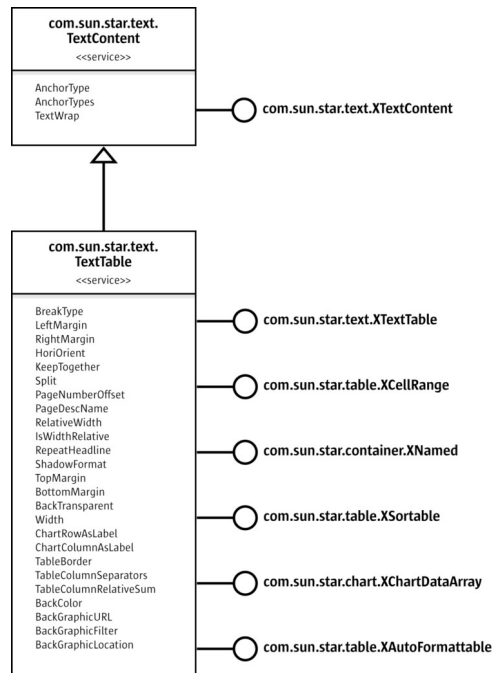 com.sun.star.text.
TextContent
<<service>>
AnchorType
AnchorTypes
TextWrap
com.sun.star.text.XTextContent
com.sun.star.text.
TextTable
<<service>>
BreakType
LeftMargin
RightMargin
HoriOrient
KeepTogether
Split
PageNumberOffset
PageDescName
RelativeWidth
IsWidthRelative
RepeatHeadline
ShadowFormat
TopMargin
BottomMargin
BackTransparent
Width
ChartRowAsLabel
ChartColumnAsLabel
TableBorder
TableColumnSeparators
TableColumnRelativeSum
BackColor
BackGraphicURL
BackGraphicFilter
BackGraphicLocation
com.sun.star.text.XTextTable
com.sun.star.table.XCellRange
com.sun.star.container.XNamed
com.sun.star.table.XSortable
com.sun.star.chart.XChartDataArray
com.sun.star.table.XAutoFormattable